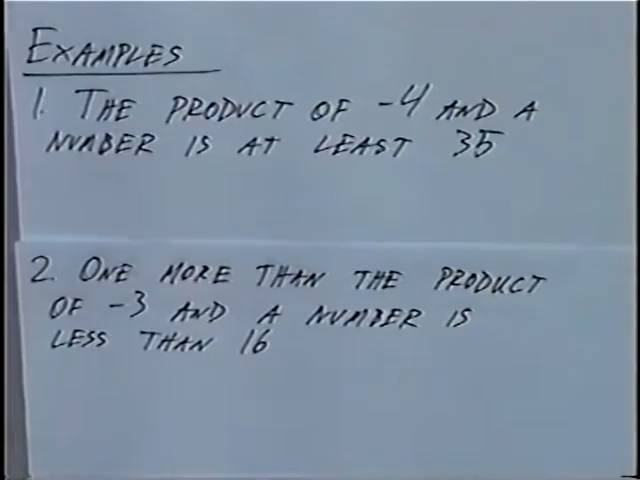 EXAMPLES
1. THE PRODUCT OF -4 AND A
NUMBER IS AT LEAST 35
2. ONE MORE THAN THE PRODUCT
OF -3 AND A NUMBER IS
LESS THAN 16